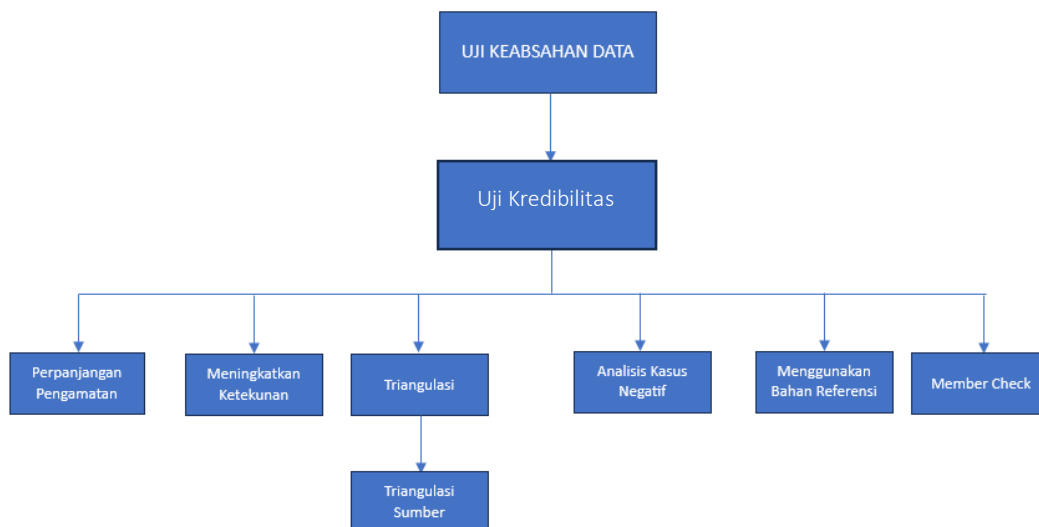 UJI KEABSAHAN DATA
Uji Kredibilitas
Perpanjangan
Pengamatan
Meningkatkan
Ketekunan
Triangulasi
Analisis Kasus
Negatif
Menggunakan
Bahan Referensi
Member Check
Triangulasi
Sumber